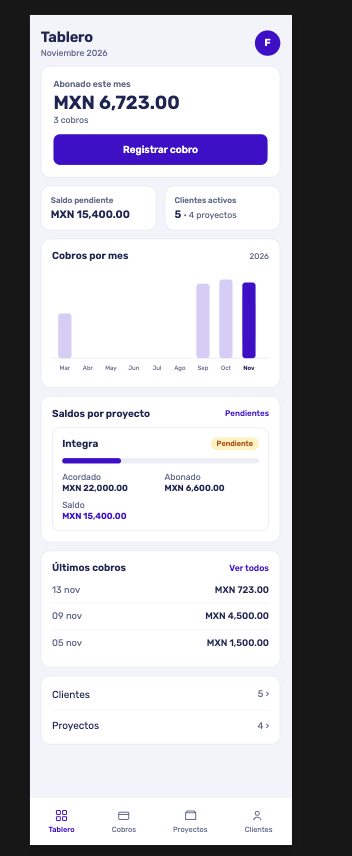 Tablero
Noviembre 2026
F
Abonado este mes
MXN 6,723.00
3 cobros
Registrar cobro
Saldo pendiente
MXN 15,400.00
Clientes activos
5 · 4 proyectos
Cobros por mes
2026
Mar Abr May Jun Jul Ago Sep Oct Nov
Saldos por proyecto
Pendientes
Integra
Pendiente
Acordado
MXN 22,000.00
Abonado
MXN 6,600.00
Saldo
MXN 15,400.00
Últimos cobros
Ver todos
13 nov MXN 723.00
09 nov MXN 4,500.00
05 nov MXN 1,500.00
Clientes 5 ›
Proyectos 4 ›
Tablero Cobros Proyectos Clientes